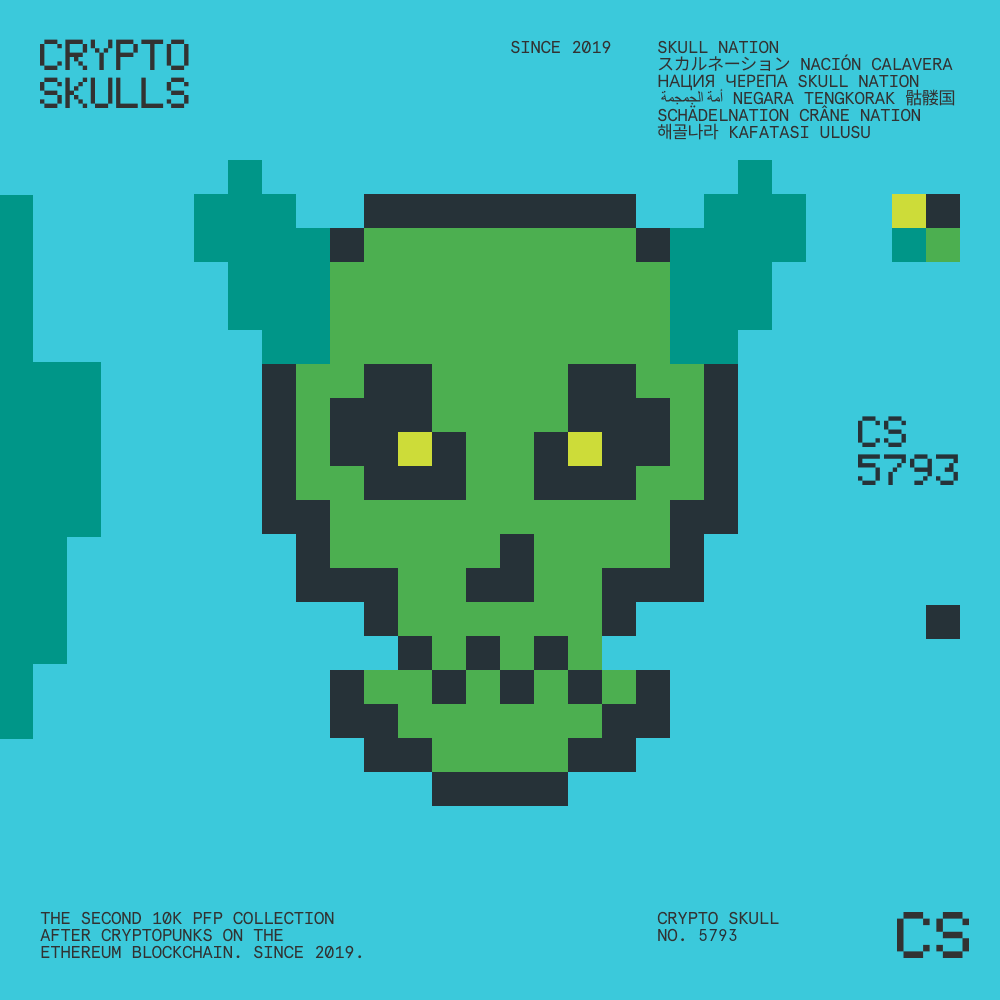 CRYPTO
SKULLS
SINCE 2019
SKULL NATION
スカルネーション NACIÓN CALAVERA
НАЦИЯ ЧЕРЕПА SKULL NATION
أمة الجمجمة NEGARA TENGKORAK 骷髅国
SCHÄDELNATION CRÂNE NATION
해골나라 KAFATASI ULUSU
CS
5793
THE SECOND 10K PFP COLLECTION
AFTER CRYPTOPUNKS ON THE
ETHEREUM BLOCKCHAIN. SINCE 2019.
CRYPTO SKULL
NO. 5793
CS